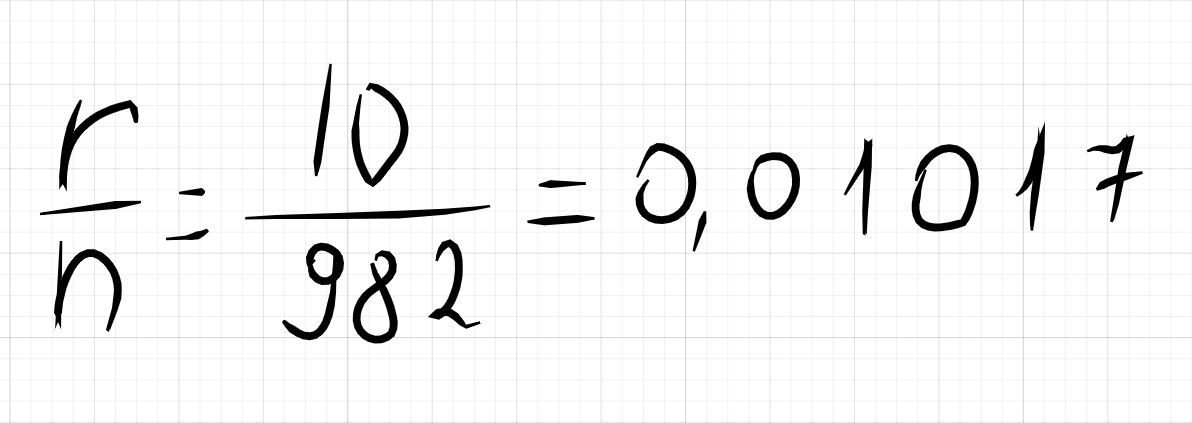 r/n = 10/982 = 0,01017